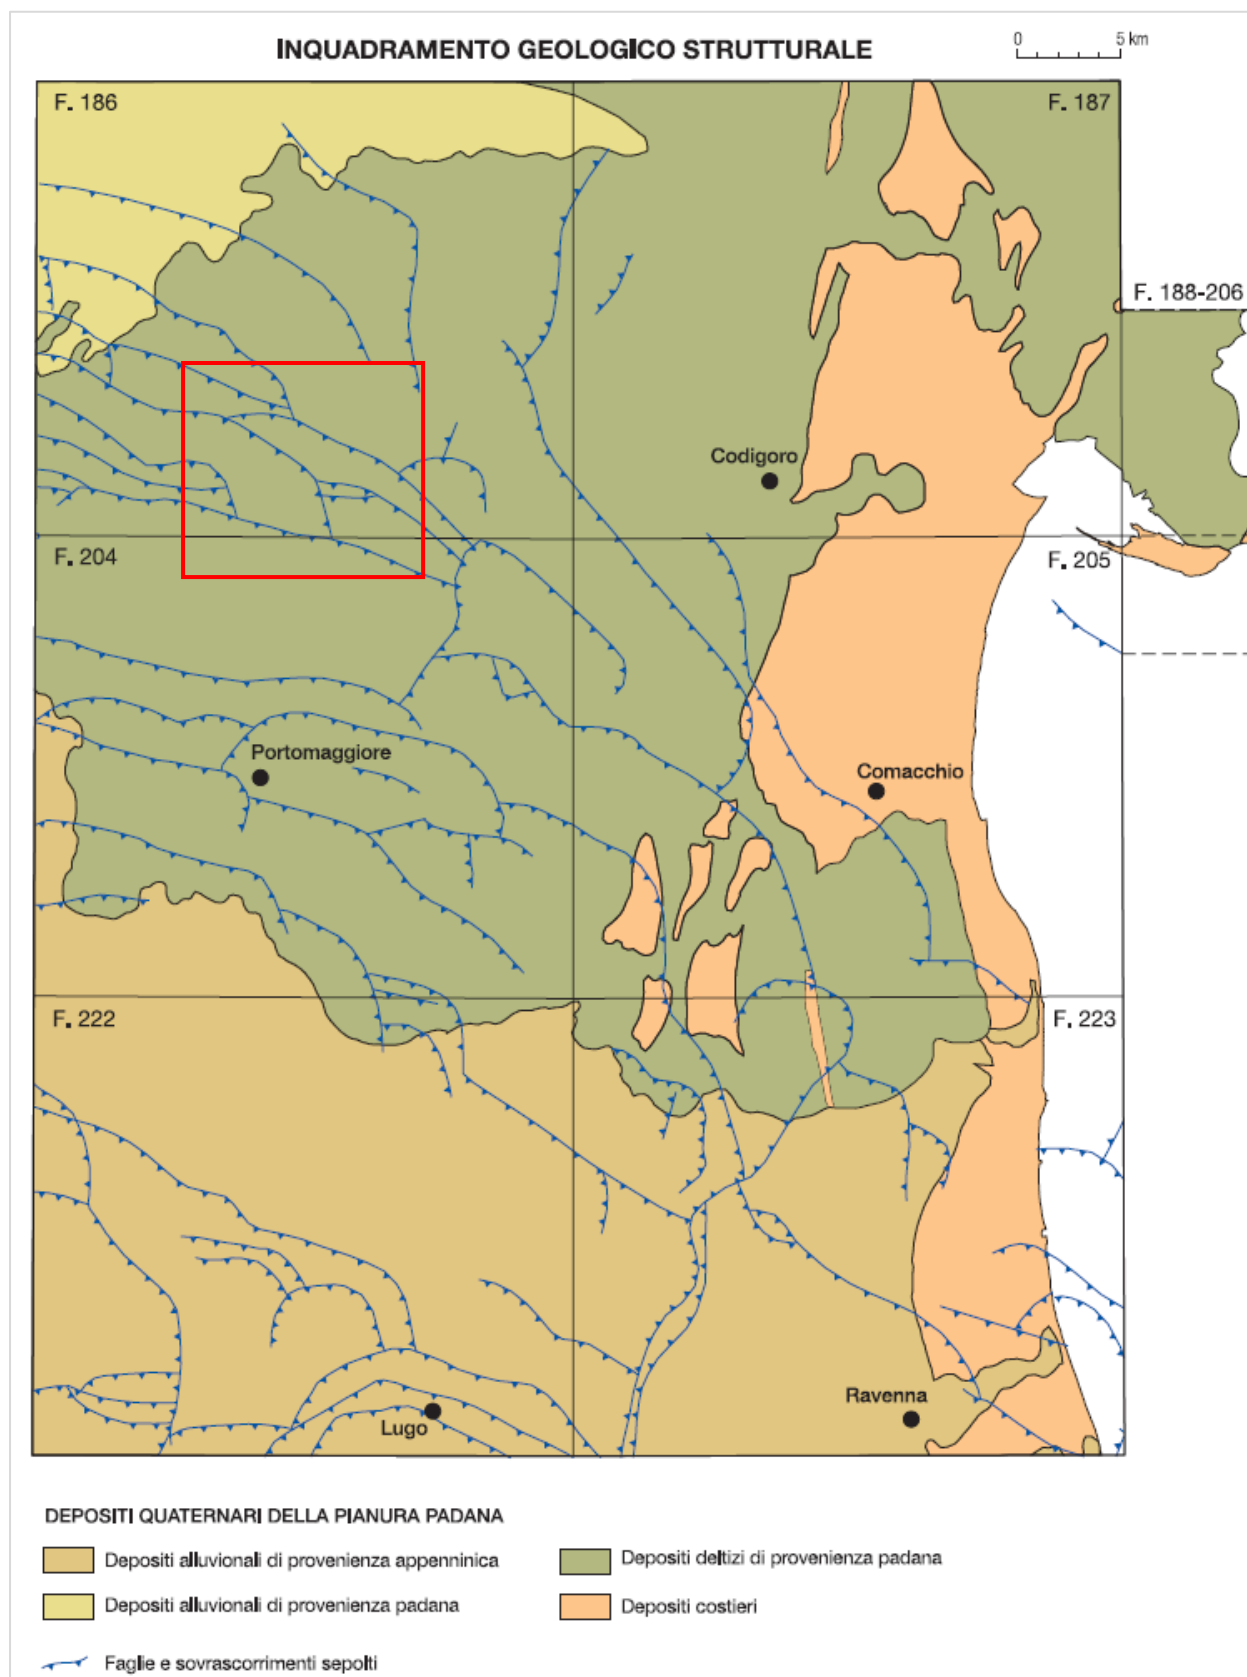 INQUADRAMENTO GEOLOGICO STRUTTURALE
0 5 km
F. 186
F. 187
F. 188-206
Codigoro
F. 204
F. 205
Portomaggiore
Comacchio
F. 222
F. 223
Ravenna
Lugo
DEPOSITI QUATERNARI DELLA PIANURA PADANA
Depositi alluvionali di provenienza appenninica
Depositi deltizi di provenienza padana
Depositi alluvionali di provenienza padana
Depositi costieri
Faglie e sovrascorrimenti sepolti